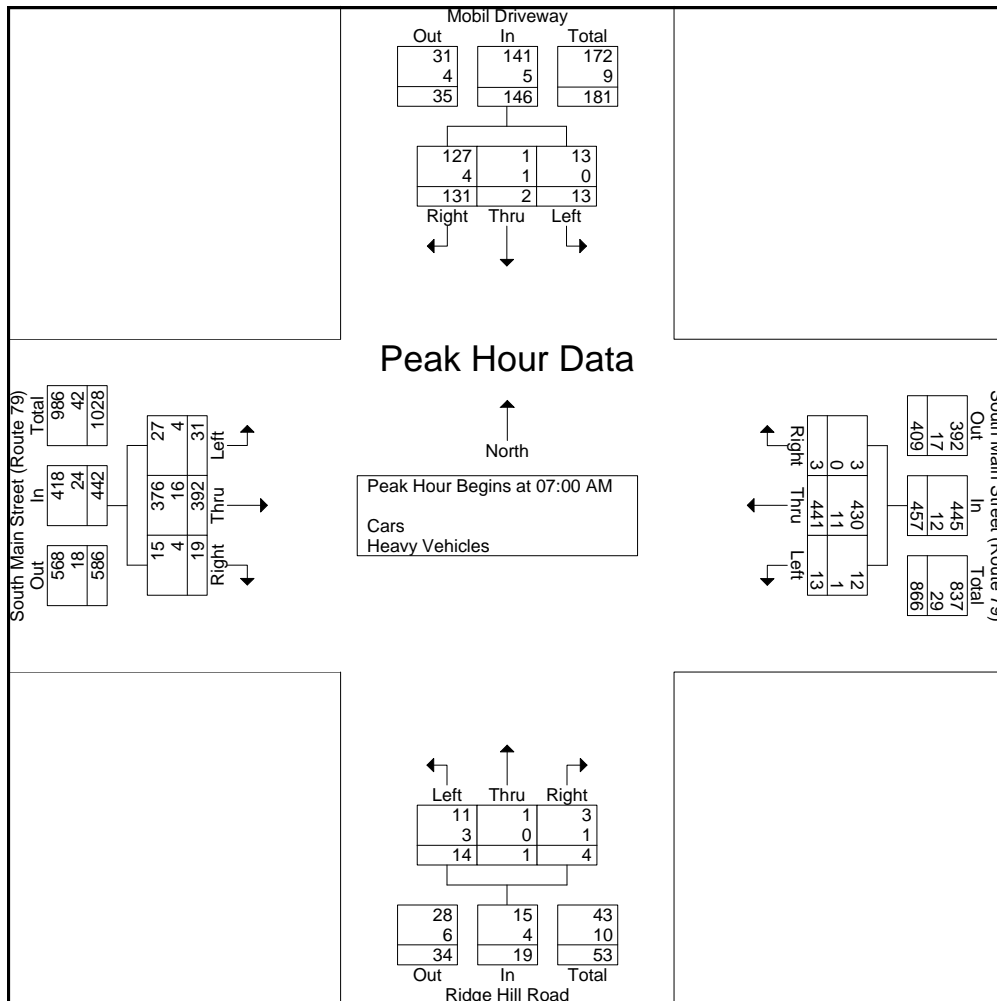 Mobil Driveway
Out In Total
31 141 172
4 5 9
35 146 181
127 1 13
4 1 0
131 2 13
Right Thru Left
Peak Hour Data
North
Peak Hour Begins at 07:00 AM
Cars
Heavy Vehicles
South Main Street (Route 79)
Out In Total
568 418 986
18 24 42
586 442 1028
Right Thru Left
15 376 27
4 16 4
19 392 31
South Main Street (Route 79)
Out In Total
392 445 837
17 12 29
409 457 866
3 430 12
0 11 1
3 441 13
Right Thru Left
Left Thru Right
11 1 3
3 0 1
14 1 4
28 15 43
6 4 10
34 19 53
Out In Total
Ridge Hill Road